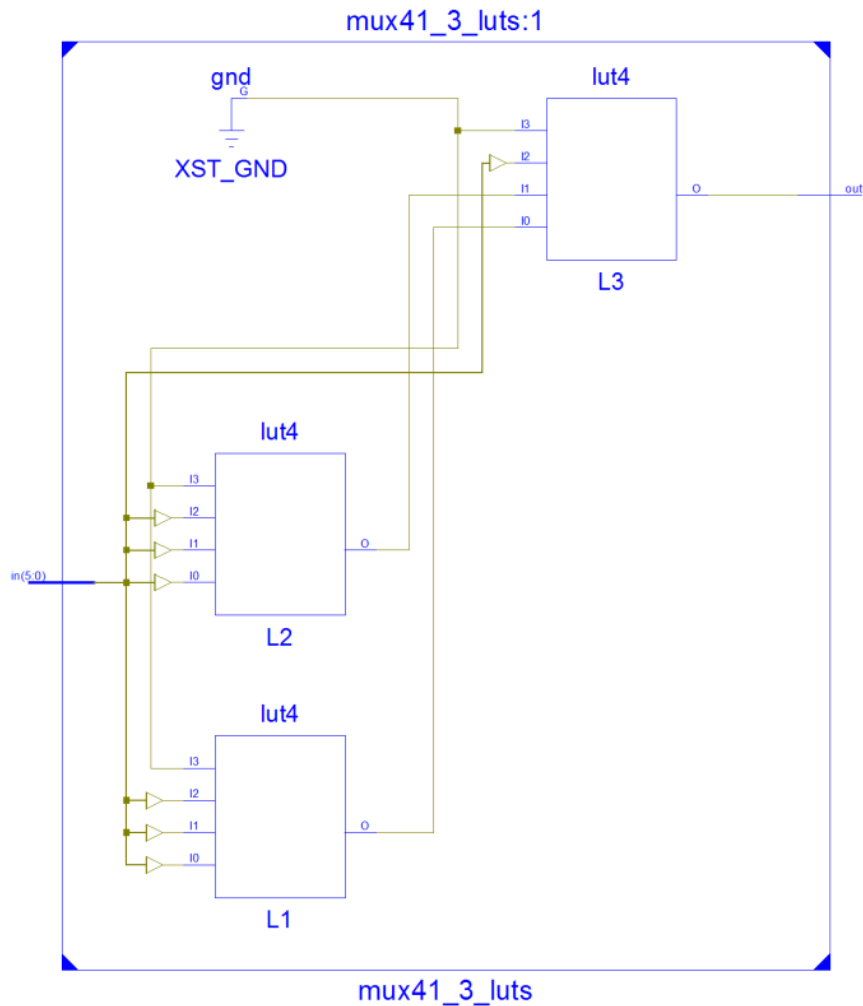 mux41_3_luts:1
gnd
G
XST_GND
lut4
I3
I2
I1
I0
O
out
L3
lut4
I3
I2
I1
I0
O
in(5:0)
L2
lut4
I3
I2
I1
I0
O
L1
mux41_3_luts